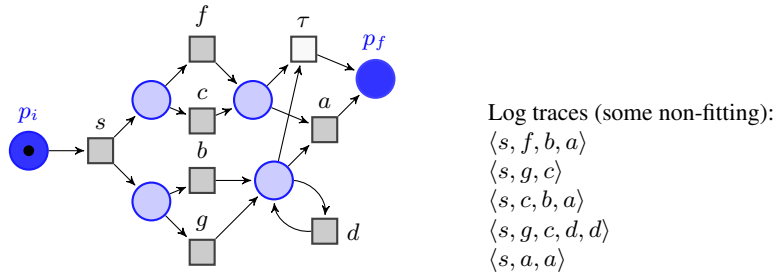 f
τ
p_f
c
a
p_i
s
b
g
d
Log traces (some non-fitting):
⟨s, f, b, a⟩
⟨s, g, c⟩
⟨s, c, b, a⟩
⟨s, g, c, d, d⟩
⟨s, a, a⟩